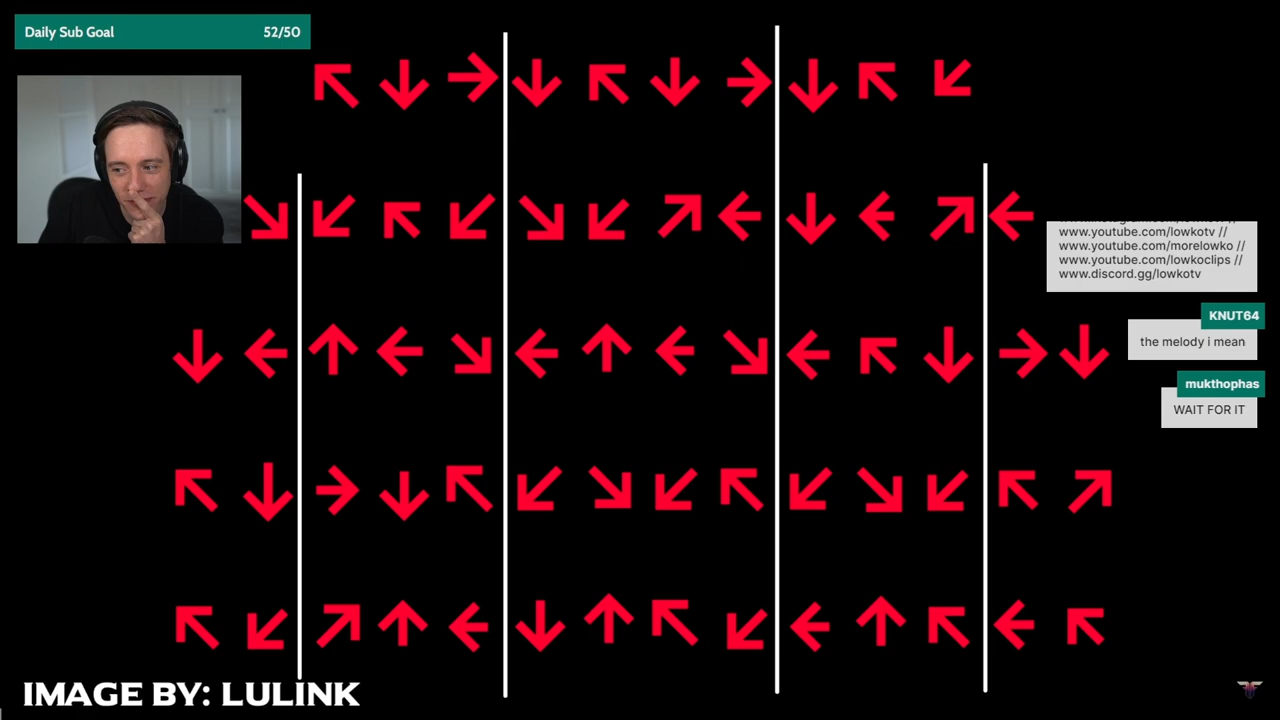 Daily Sub Goal 52/50
www.youtube.com/lowkotv //
www.youtube.com/morelowko //
www.youtube.com/lowkoclips //
www.discord.gg/lowkotv
KNUT64
the melody i mean
mukthophas
WAIT FOR IT
IMAGE BY: LULINK